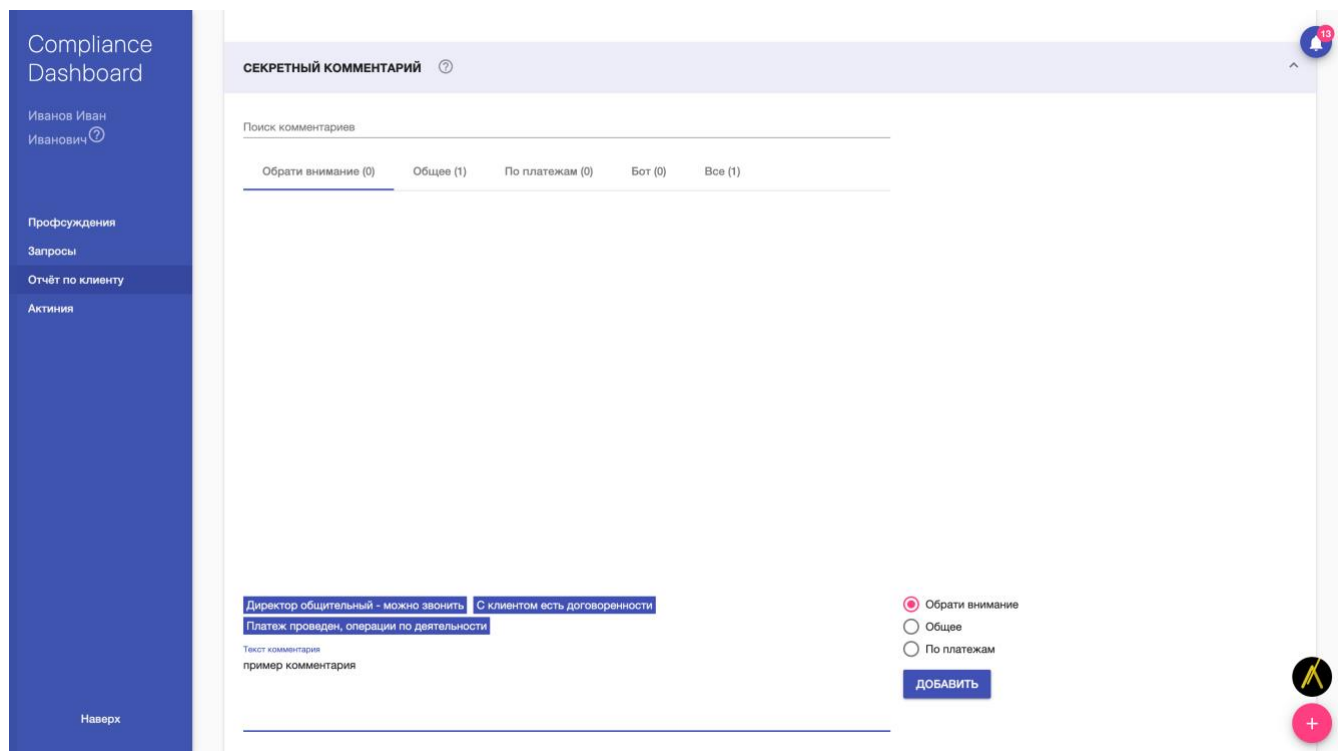 Compliance
Dashboard
Иванов Иван
Иванович
Профсуждения
Запросы
Отчёт по клиенту
Актиния
Наверх
СЕКРЕТНЫЙ КОММЕНТАРИЙ
13
Поиск комментариев
Обрати внимание (0) Общее (1) По платежам (0) Бот (0) Все (1)
Директор общительный - можно звонить С клиентом есть договоренности
Платеж проведен, операции по деятельности
Текст комментария
пример комментария
Обрати внимание
Общее
По платежам
ДОБАВИТЬ